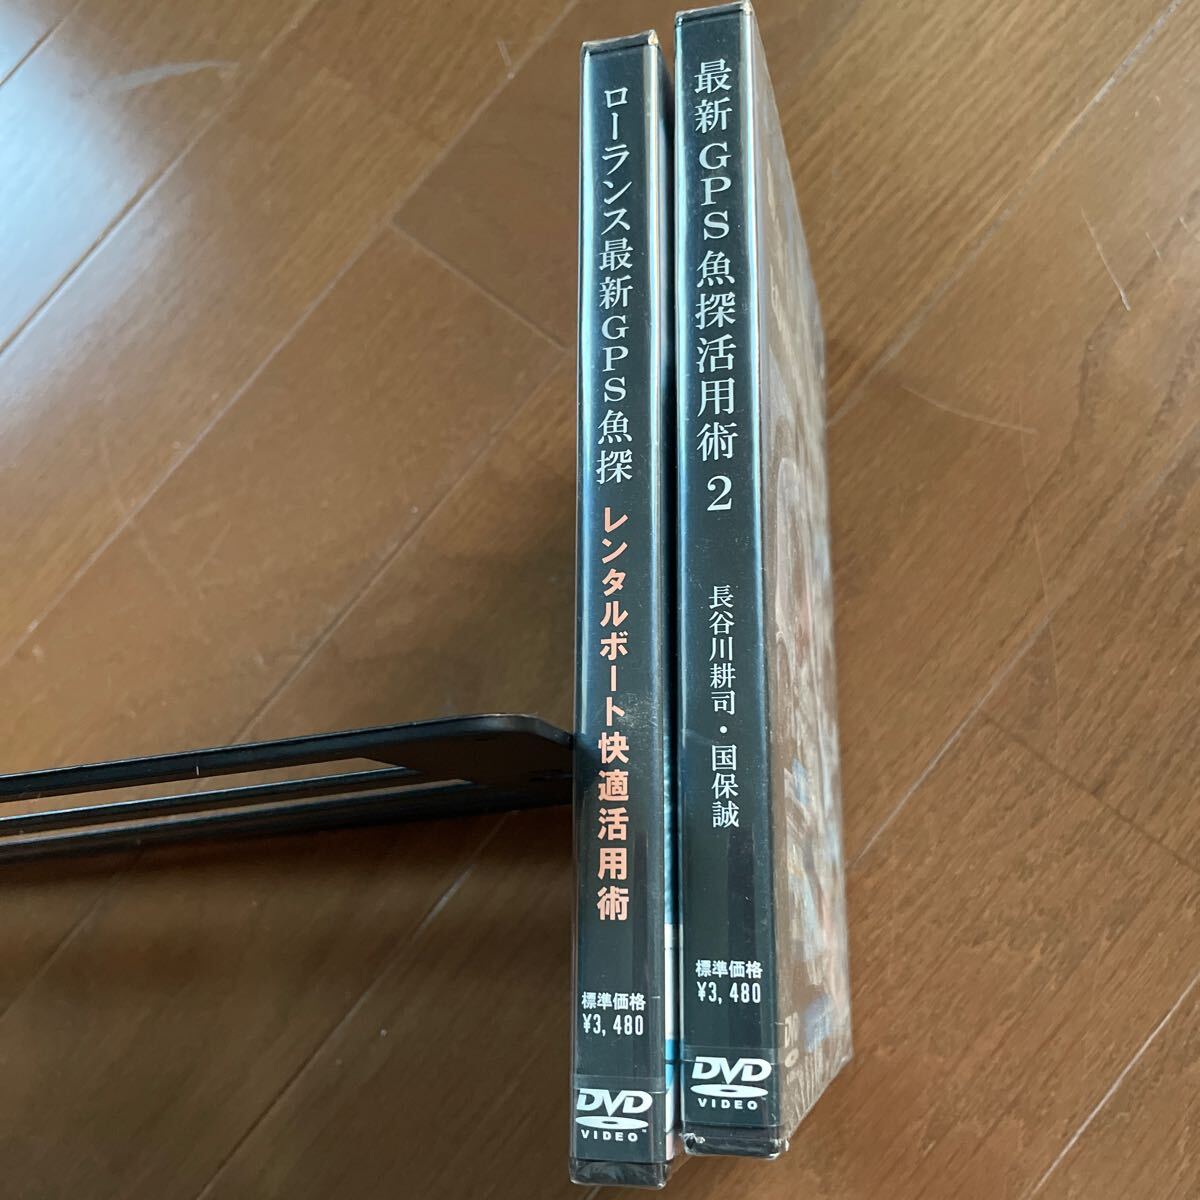 ローランス最新GPS魚探 レンタルボート快適活用術
標準価格
¥3,480
DVD
VIDEO™
最新GPS魚探活用術 2 長谷川耕司・国保誠
標準価格
¥3,480
DVD
VIDEO™